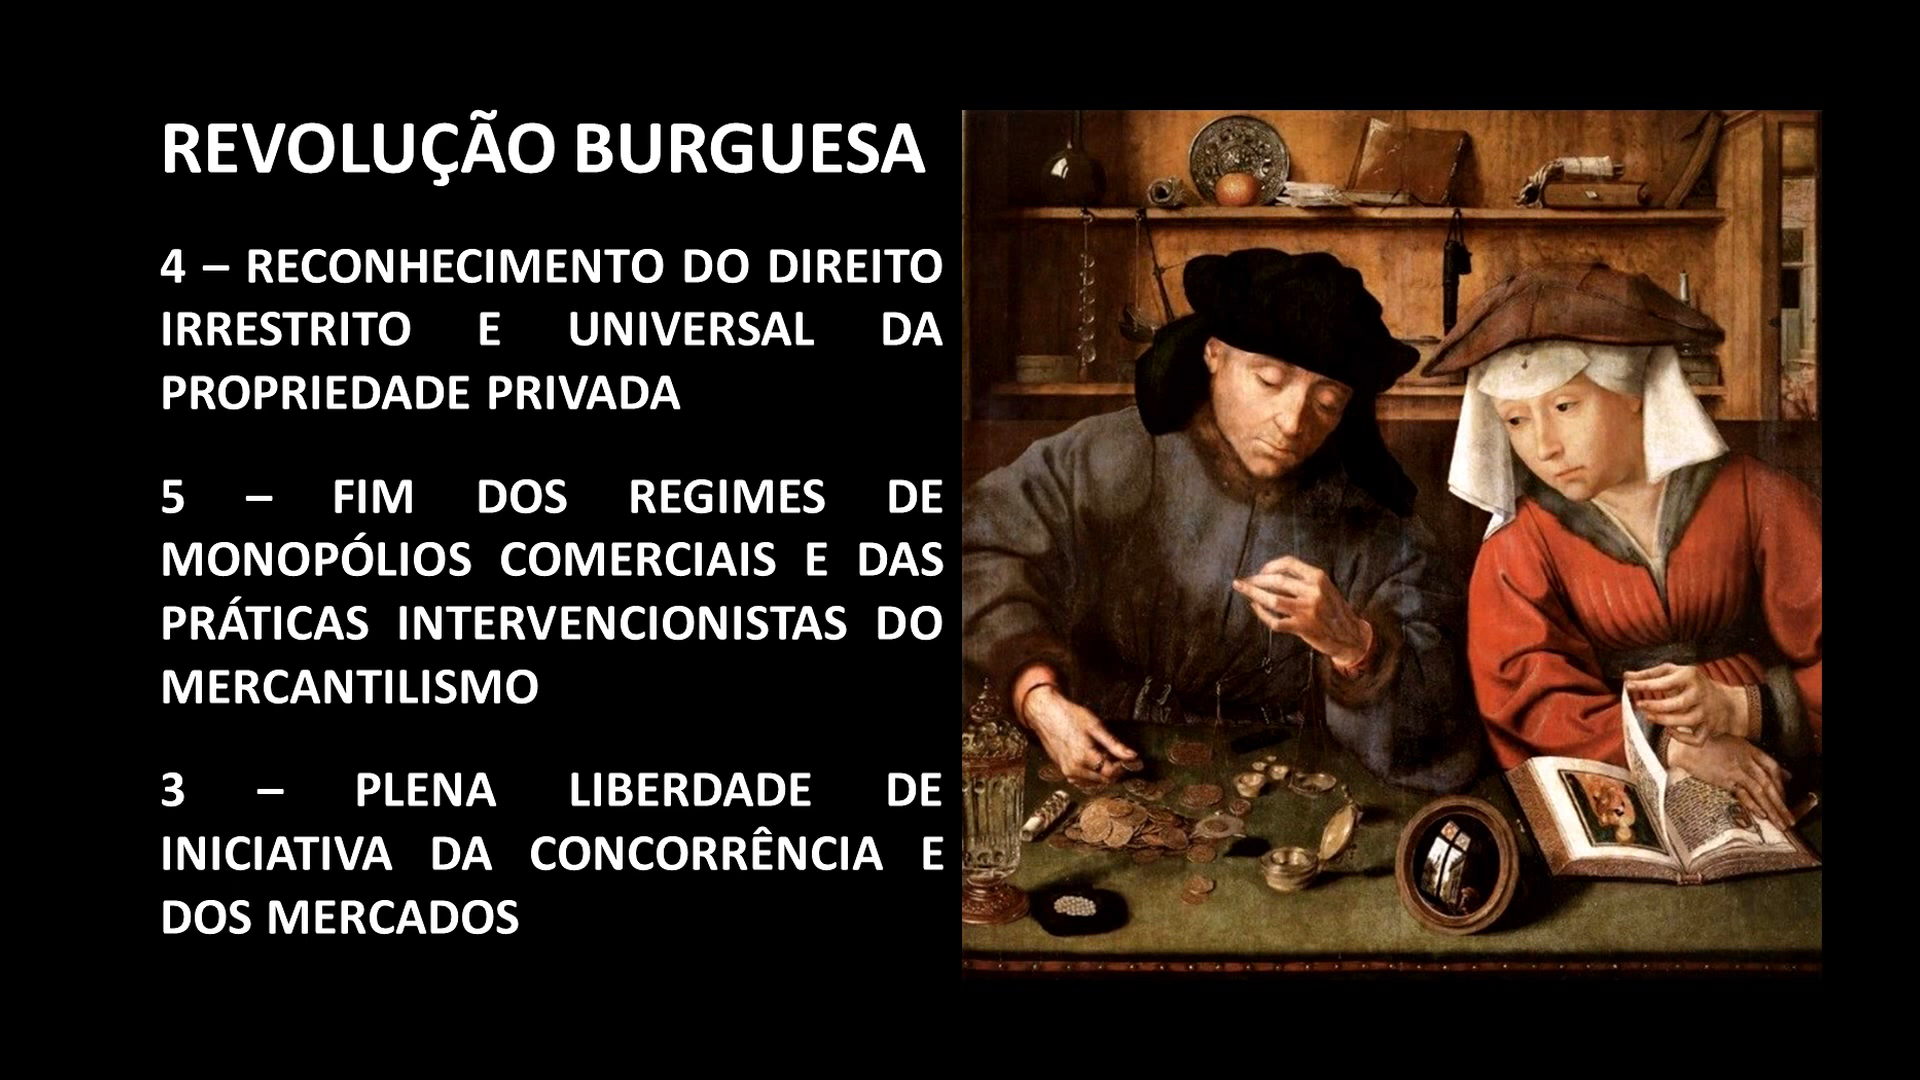 REVOLUÇÃO BURGUESA
4 – RECONHECIMENTO DO DIREITO
IRRESTRITO E UNIVERSAL DA
PROPRIEDADE PRIVADA
5 – FIM DOS REGIMES DE
MONOPÓLIOS COMERCIAIS E DAS
PRÁTICAS INTERVENCIONISTAS DO
MERCANTILISMO
3 – PLENA LIBERDADE DE
INICIATIVA DA CONCORRÊNCIA E
DOS MERCADOS